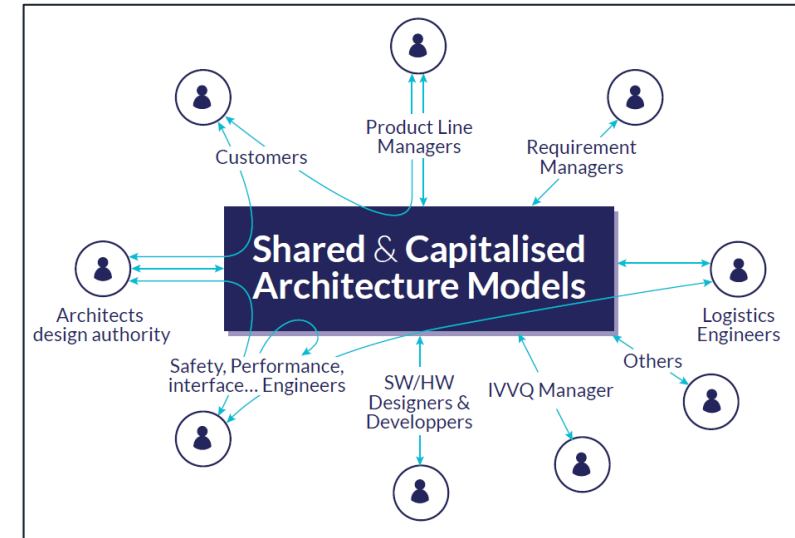 Product Line
Managers
Customers
Requirement
Managers
Shared & Capitalised
Architecture Models
Architects
design authority
Logistics
Engineers
Safety, Performance,
interface... Engineers
SW/HW
Designers &
Developpers
IVVQ Manager
Others